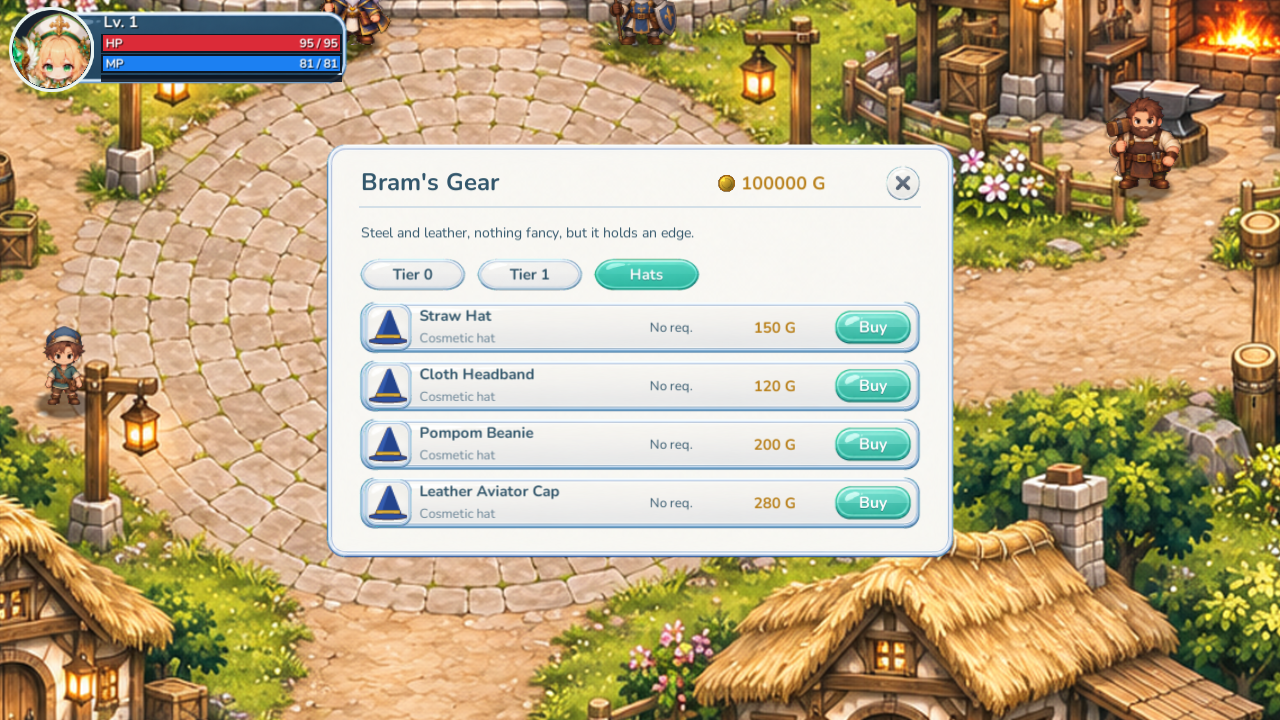 Lv. 1
HP 95 / 95
MP 81 / 81
Bram's Gear
100000 G
Steel and leather, nothing fancy, but it holds an edge.
Tier 0 Tier 1 Hats
Straw Hat
Cosmetic hat
No req. 150 G Buy
Cloth Headband
Cosmetic hat
No req. 120 G Buy
Pompom Beanie
Cosmetic hat
No req. 200 G Buy
Leather Aviator Cap
Cosmetic hat
No req. 280 G Buy